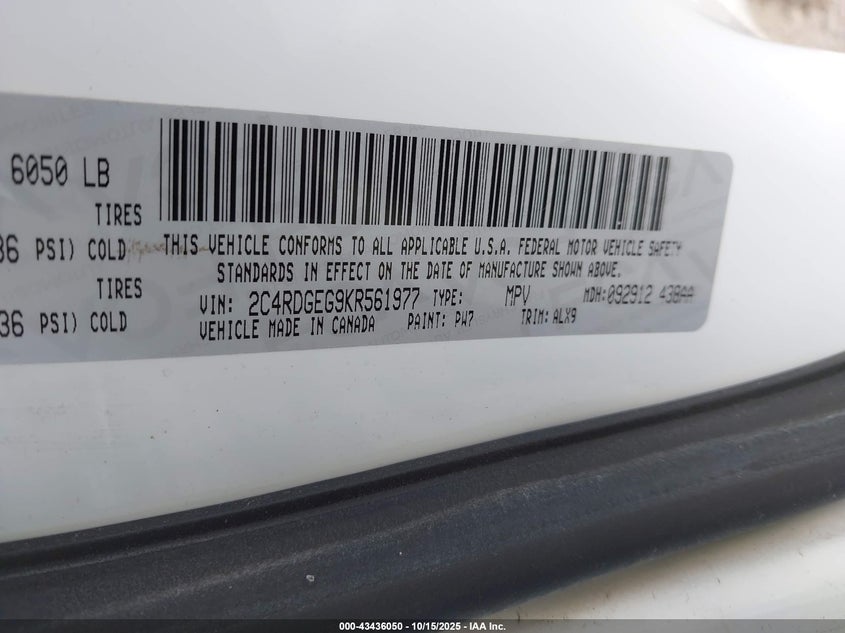 6050 LB
TIRES
36 PSI) COLD
TIRES
36 PSI) COLD
THIS VEHICLE CONFORMS TO ALL APPLICABLE U.S.A. FEDERAL MOTOR VEHICLE SAFETY
STANDARDS IN EFFECT ON THE DATE OF MANUFACTURE SHOWN ABOVE.
VIN: 2C4RDGEG9KR561977 TYPE: MPV MDH:092912 438AA
VEHICLE MADE IN CANADA PAINT: PW7 TRIM: ALX9
000-43436050 - 10/15/2025 - IAA Inc.